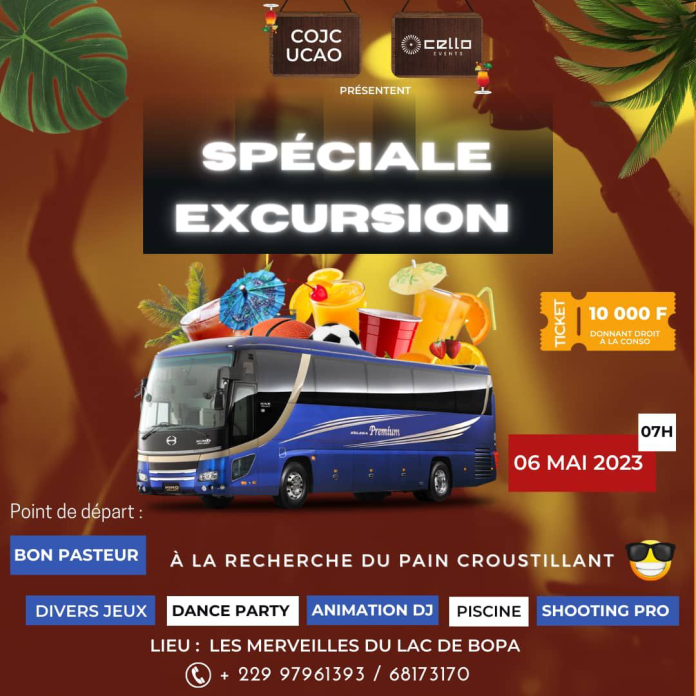 COJC
UCAO
cello
EVENTS
PRÉSENTENT
SPÉCIALE
EXCURSION
TICKET
10 000 F
DONNANT DROIT
A LA CONSO
Premium
07H
06 MAI 2023
Point de départ :
BON PASTEUR
À LA RECHERCHE DU PAIN CROUSTILLANT
DIVERS JEUX
DANCE PARTY
ANIMATION DJ
PISCINE
SHOOTING PRO
LIEU : LES MERVEILLES DU LAC DE BOPA
+ 229 97961393 / 68173170